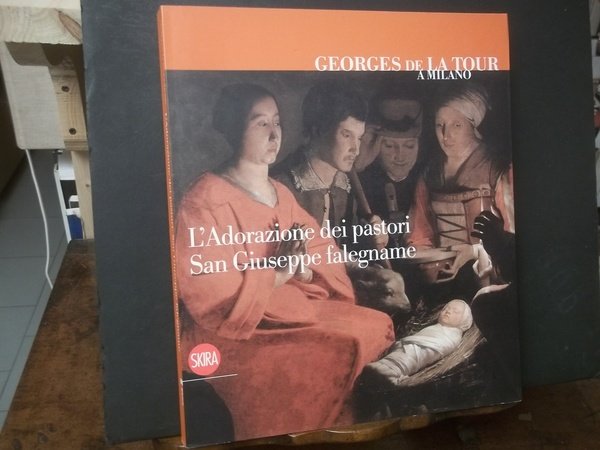 GEORGES DE LA TOUR
A MILANO
L'Adorazione dei pastori
San Giuseppe falegname
SKIRA